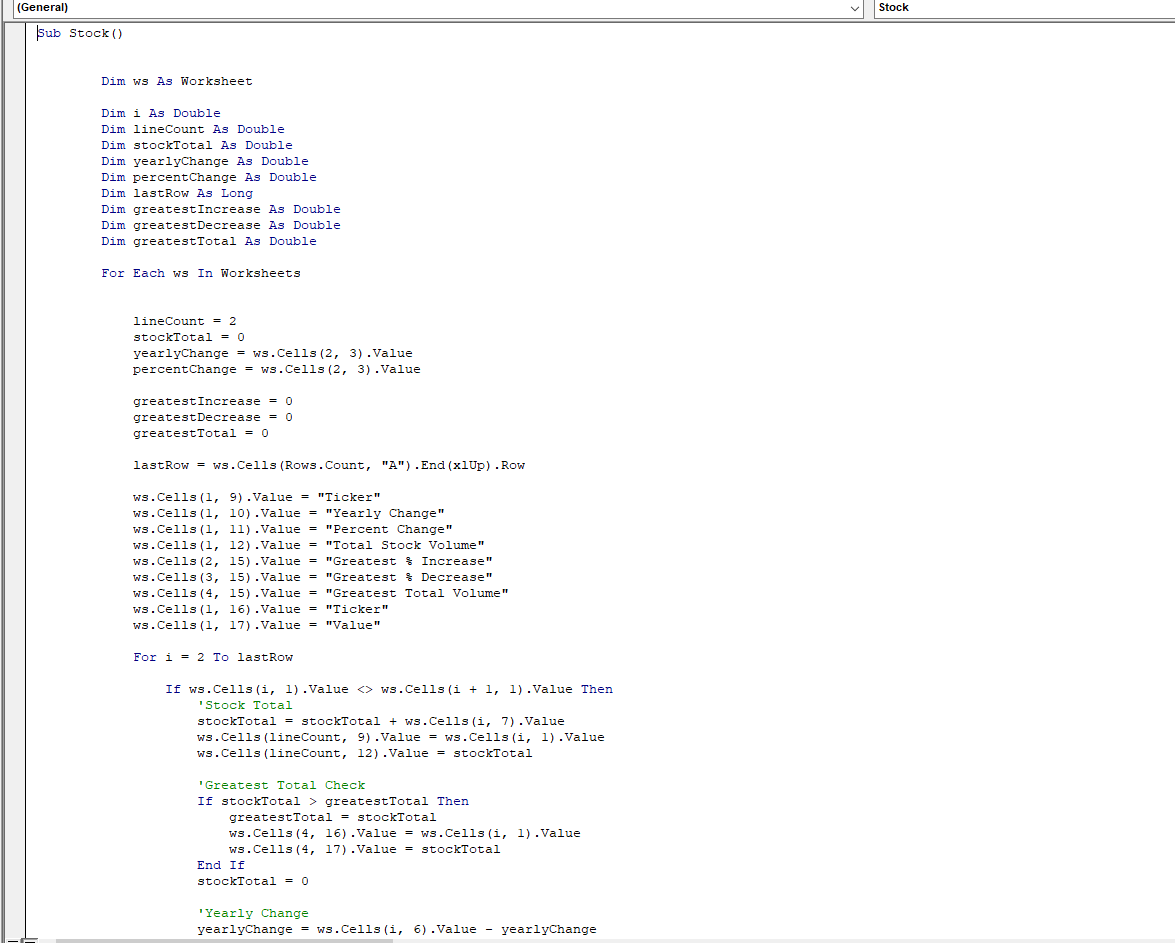 (General) Stock
Sub Stock()
Dim ws As Worksheet
Dim i As Double
Dim lineCount As Double
Dim stockTotal As Double
Dim yearlyChange As Double
Dim percentChange As Double
Dim lastRow As Long
Dim greatestIncrease As Double
Dim greatestDecrease As Double
Dim greatestTotal As Double
For Each ws In Worksheets
lineCount = 2
stockTotal = 0
yearlyChange = ws.Cells(2, 3).Value
percentChange = ws.Cells(2, 3).Value
greatestIncrease = 0
greatestDecrease = 0
greatestTotal = 0
lastRow = ws.Cells(Rows.Count, "A").End(xlUp).Row
ws.Cells(1, 9).Value = "Ticker"
ws.Cells(1, 10).Value = "Yearly Change"
ws.Cells(1, 11).Value = "Percent Change"
ws.Cells(1, 12).Value = "Total Stock Volume"
ws.Cells(2, 15).Value = "Greatest % Increase"
ws.Cells(3, 15).Value = "Greatest % Decrease"
ws.Cells(4, 15).Value = "Greatest Total Volume"
ws.Cells(1, 16).Value = "Ticker"
ws.Cells(1, 17).Value = "Value"
For i = 2 To lastRow
If ws.Cells(i, 1).Value <> ws.Cells(i + 1, 1).Value Then
'Stock Total
stockTotal = stockTotal + ws.Cells(i, 7).Value
ws.Cells(lineCount, 9).Value = ws.Cells(i, 1).Value
ws.Cells(lineCount, 12).Value = stockTotal
'Greatest Total Check
If stockTotal > greatestTotal Then
greatestTotal = stockTotal
ws.Cells(4, 16).Value = ws.Cells(i, 1).Value
ws.Cells(4, 17).Value = stockTotal
End If
stockTotal = 0
'Yearly Change
yearlyChange = ws.Cells(i, 6).Value - yearlyChange